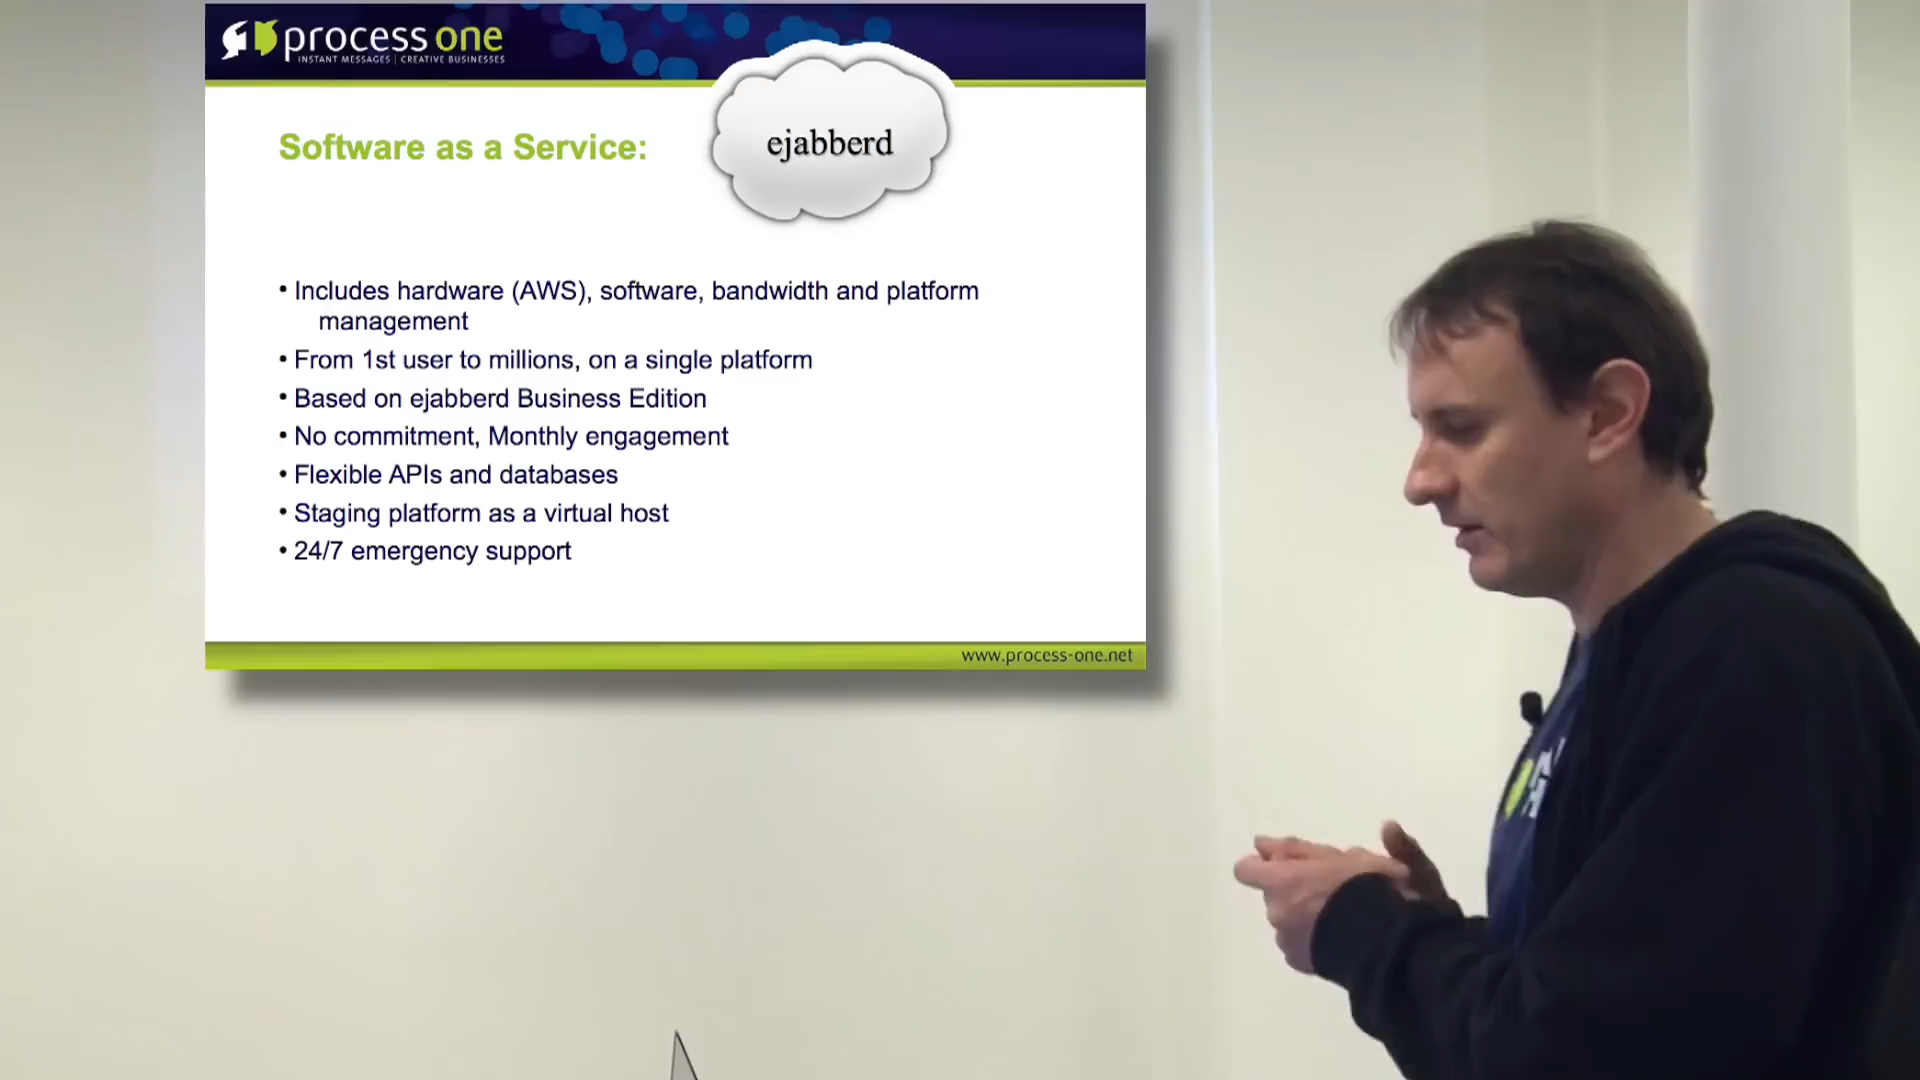 process one
INSTANT MESSAGES | CREATIVE BUSINESSES
ejabberd
Software as a Service:
• Includes hardware (AWS), software, bandwidth and platform
management
• From 1st user to millions, on a single platform
• Based on ejabberd Business Edition
• No commitment, Monthly engagement
• Flexible APIs and databases
• Staging platform as a virtual host
• 24/7 emergency support
www.process-one.net